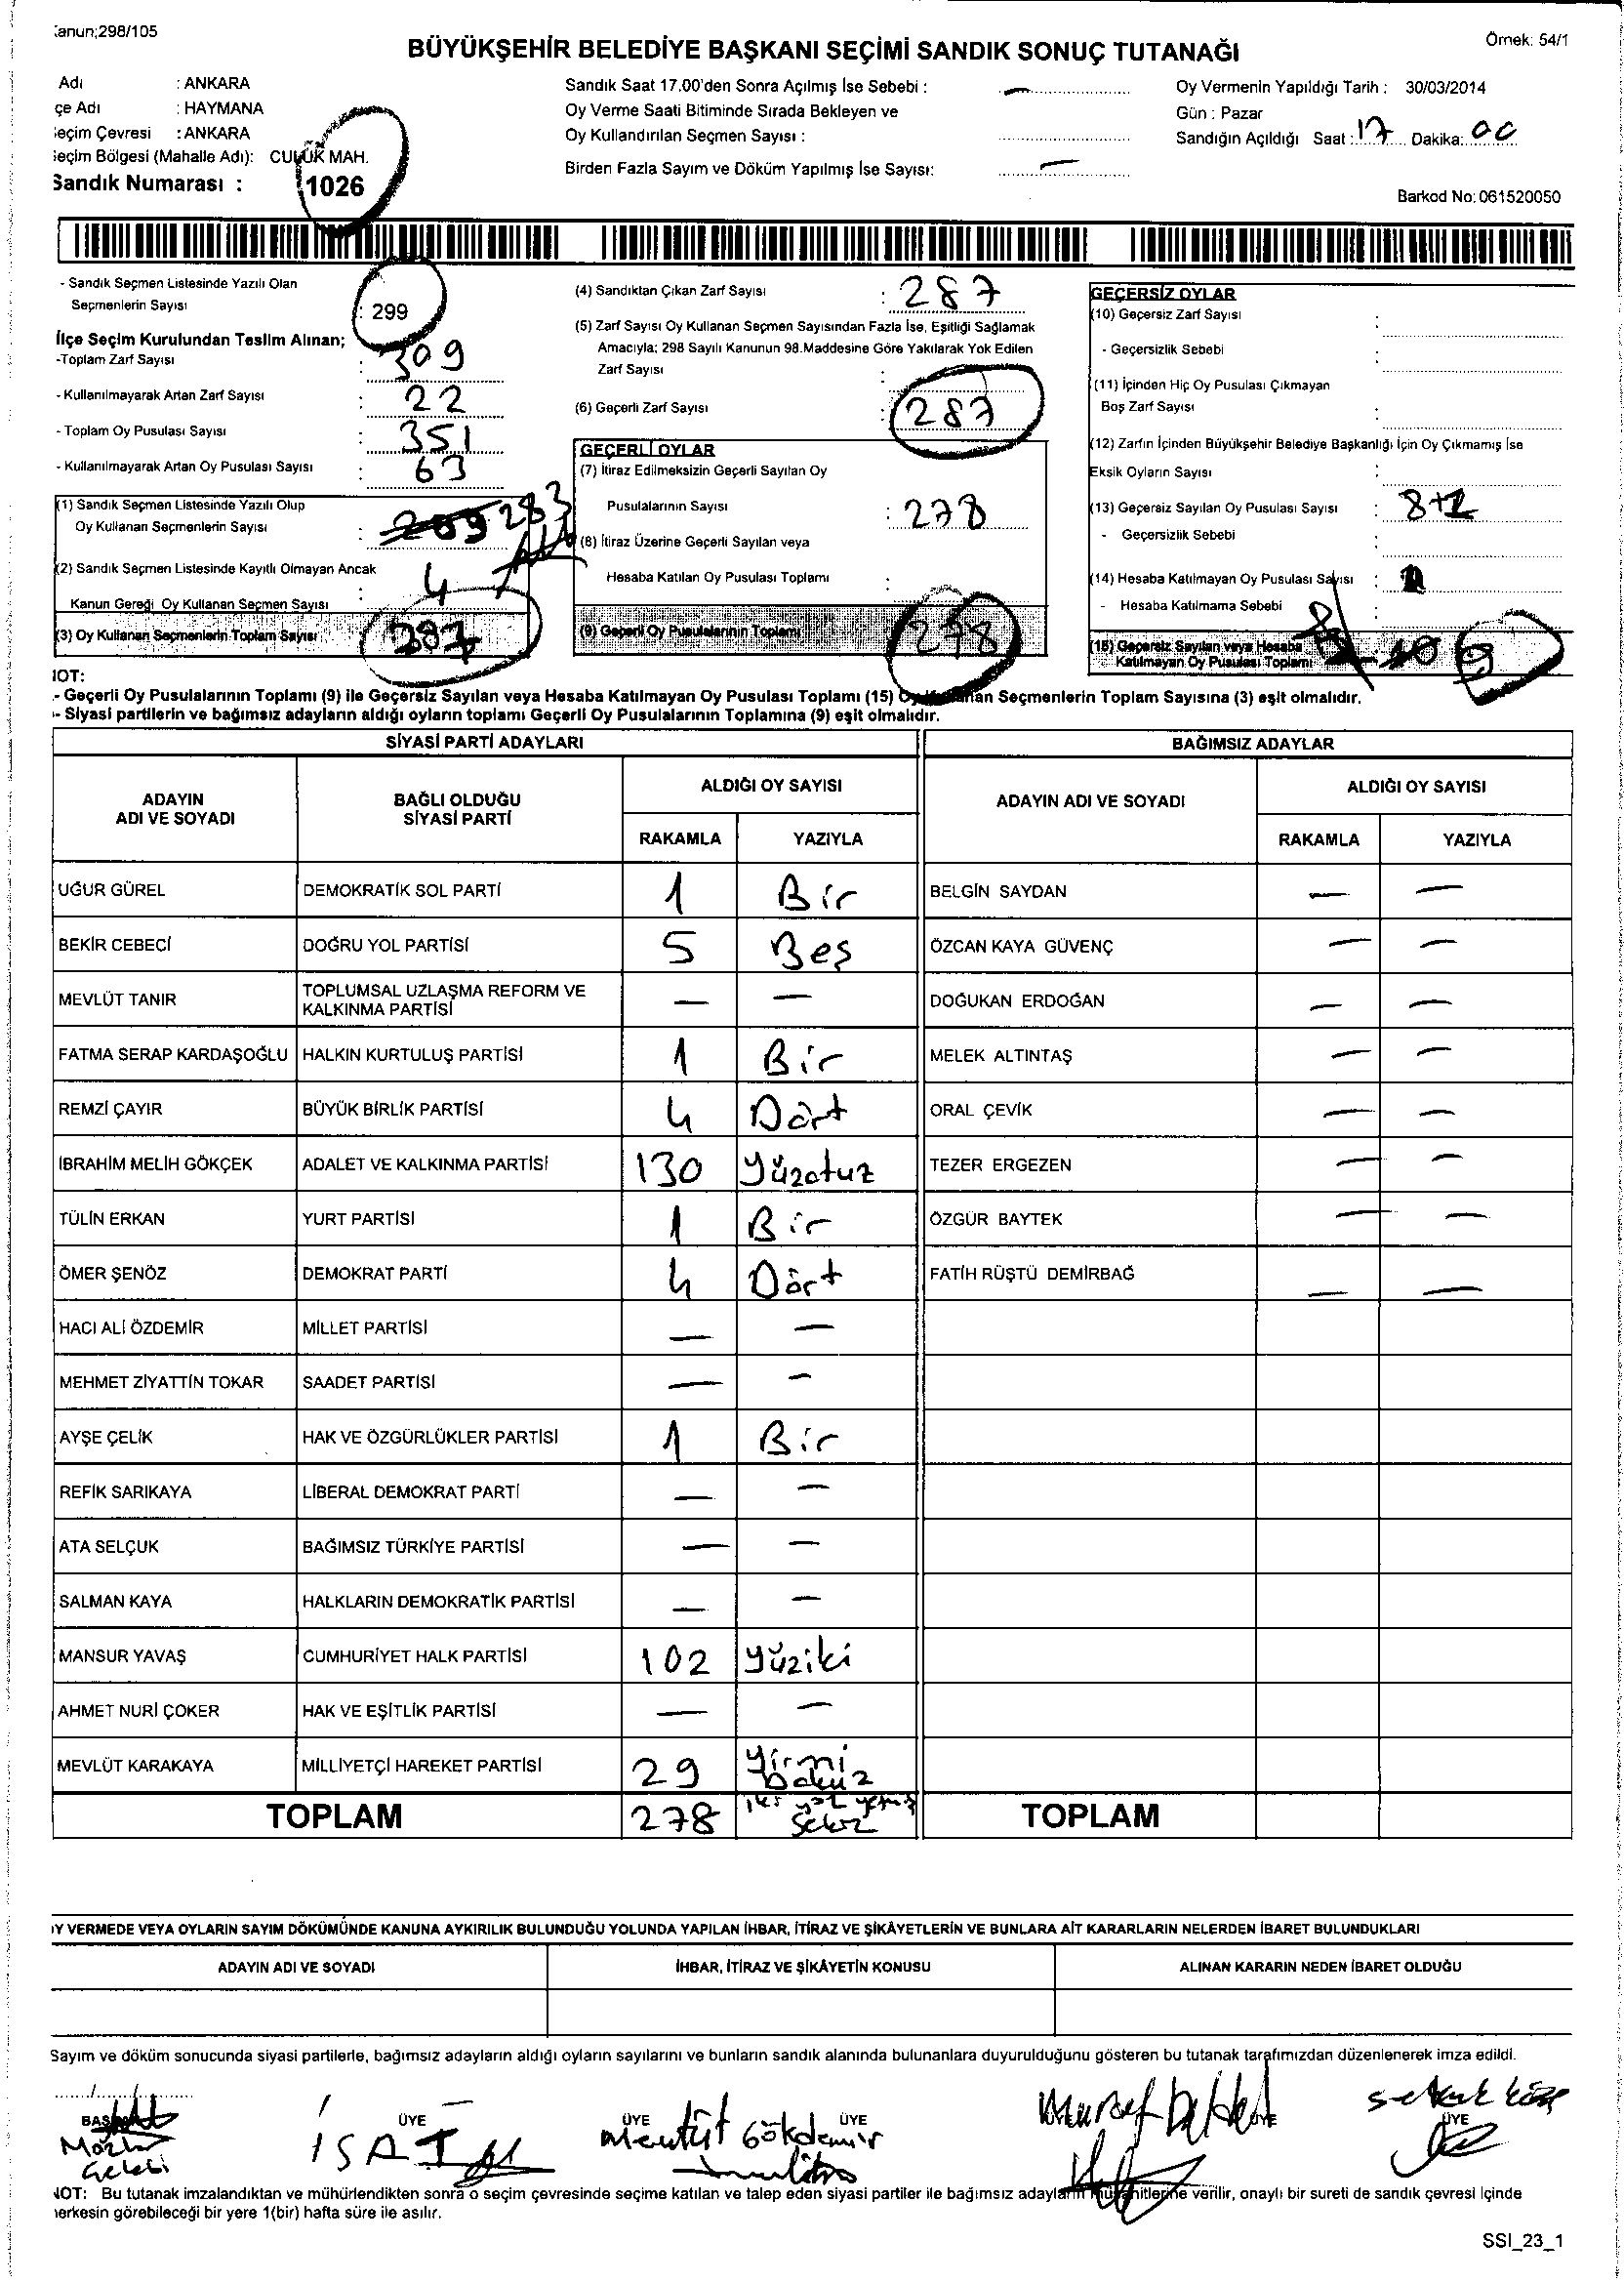 Kanun;298/105
Örnek: 54/1
BÜYÜKŞEHİR BELEDİYE BAŞKANI SEÇİMİ SANDIK SONUÇ TUTANAĞI
Adı : ANKARA
çe Adı : HAYMANA
eçim Çevresi : ANKARA
eçim Bölgesi (Mahalle Adı): CULUK MAH.
Sandık Numarası : 1026
Sandık Saat 17.00'den Sonra Açılmış İse Sebebi : —
Oy Verme Saati Bitiminde Sırada Bekleyen ve
Oy Kullandırılan Seçmen Sayısı :
Birden Fazla Sayım ve Döküm Yapılmış İse Sayısı: —
Oy Vermenin Yapıldığı Tarih : 30/03/2014
Gün : Pazar
Sandığın Açıldığı Saat : 17 Dakika: 00
Barkod No: 061520050
- Sandık Seçmen Listesinde Yazılı Olan
Seçmenlerin Sayısı : 299
İlçe Seçim Kurulundan Teslim Alınan;
-Toplam Zarf Sayısı : 309
- Kullanılmayarak Artan Zarf Sayısı : 22
- Toplam Oy Pusulası Sayısı : 351
- Kullanılmayarak Artan Oy Pusulası Sayısı : 63
(1) Sandık Seçmen Listesinde Yazılı Olup
Oy Kullanan Seçmenlerin Sayısı : 283
(2) Sandık Seçmen Listesinde Kayıtlı Olmayan Ancak
Kanun Gereği Oy Kullanan Seçmen Sayısı : 4
(3) Oy Kullanan Seçmenlerin Toplam Sayısı 287
(4) Sandıktan Çıkan Zarf Sayısı : 287
(5) Zarf Sayısı Oy Kullanan Seçmen Sayısından Fazla İse, Eşitliği Sağlamak
Amacıyla; 298 Sayılı Kanunun 98.Maddesine Göre Yakılarak Yok Edilen
Zarf Sayısı :
(6) Geçerli Zarf Sayısı : 287
GEÇERLİ OYLAR
(7) İtiraz Edilmeksizin Geçerli Sayılan Oy
Pusulalarının Sayısı : 278
(8) İtiraz Üzerine Geçerli Sayılan veya
Hesaba Katılan Oy Pusulası Toplamı :
(9) Geçerli Oy Pusulalarının Toplamı 278
GEÇERSİZ OYLAR
(10) Geçersiz Zarf Sayısı :
- Geçersizlik Sebebi :
(11) İçinden Hiç Oy Pusulası Çıkmayan
Boş Zarf Sayısı :
(12) Zarfın İçinden Büyükşehir Belediye Başkanlığı İçin Oy Çıkmamış İse
Eksik Oyların Sayısı :
(13) Geçersiz Sayılan Oy Pusulası Sayısı : 8+2
- Geçersizlik Sebebi :
(14) Hesaba Katılmayan Oy Pusulası Sayısı :
- Hesaba Katılmama Sebebi :
(15) Geçersiz Sayılan veya Hesaba
Katılmayan Oy Pusulası Toplamı 9
NOT:
- Geçerli Oy Pusulalarının Toplamı (9) ile Geçersiz Sayılan veya Hesaba Katılmayan Oy Pusulası Toplamı (15) Oy Kullanan Seçmenlerin Toplam Sayısına (3) eşit olmalıdır.
- Siyasi partilerin ve bağımsız adayların aldığı oyların toplamı Geçerli Oy Pusulalarının Toplamına (9) eşit olmalıdır.
SİYASİ PARTİ ADAYLARI BAĞIMSIZ ADAYLAR
ADAYIN ADI VE SOYADI BAĞLI OLDUĞU SİYASİ PARTİ ALDIĞI OY SAYISI ADAYIN ADI VE SOYADI ALDIĞI OY SAYISI
RAKAMLA YAZIYLA RAKAMLA YAZIYLA
UĞUR GÜREL DEMOKRATİK SOL PARTİ 1 Bir BELGİN SAYDAN — —
BEKİR CEBECİ DOĞRU YOL PARTİSİ 5 Beş ÖZCAN KAYA GÜVENÇ — —
MEVLÜT TANIR TOPLUMSAL UZLAŞMA REFORM VE KALKINMA PARTİSİ — — DOĞUKAN ERDOĞAN — —
FATMA SERAP KARDAŞOĞLU HALKIN KURTULUŞ PARTİSİ 1 Bir MELEK ALTINTAŞ — —
REMZİ ÇAYIR BÜYÜK BİRLİK PARTİSİ 4 Dört ORAL ÇEVİK — —
İBRAHİM MELİH GÖKÇEK ADALET VE KALKINMA PARTİSİ 130 Yüzotuz TEZER ERGEZEN — —
TÜLİN ERKAN YURT PARTİSİ 1 Bir ÖZGÜR BAYTEK — —
ÖMER ŞENÖZ DEMOKRAT PARTİ 4 Dört FATİH RÜŞTÜ DEMİRBAĞ — —
HACI ALİ ÖZDEMİR MİLLET PARTİSİ — —
MEHMET ZİYATTİN TOKAR SAADET PARTİSİ — —
AYŞE ÇELİK HAK VE ÖZGÜRLÜKLER PARTİSİ 1 Bir
REFİK SARIKAYA LİBERAL DEMOKRAT PARTİ — —
ATA SELÇUK BAĞIMSIZ TÜRKİYE PARTİSİ — —
SALMAN KAYA HALKLARIN DEMOKRATİK PARTİSİ — —
MANSUR YAVAŞ CUMHURİYET HALK PARTİSİ 102 Yüziki
AHMET NURİ ÇOKER HAK VE EŞİTLİK PARTİSİ — —
MEVLÜT KARAKAYA MİLLİYETÇİ HAREKET PARTİSİ 29 Yirmi Dokuz
TOPLAM 278 iki yüz yetmiş Sekiz TOPLAM
OY VERMEDE VEYA OYLARIN SAYIM DÖKÜMÜNDE KANUNA AYKIRILIK BULUNDUĞU YOLUNDA YAPILAN İHBAR, İTİRAZ VE ŞİKÂYETLERİN VE BUNLARA AİT KARARLARIN NELERDEN İBARET BULUNDUKLARI
ADAYIN ADI VE SOYADI İHBAR, İTİRAZ VE ŞİKÂYETİN KONUSU ALINAN KARARIN NEDEN İBARET OLDUĞU
Sayım ve döküm sonucunda siyasi partilerle, bağımsız adayların aldığı oyların sayılarını ve bunların sandık alanında bulunanlara duyurulduğunu gösteren bu tutanak tarafımızdan düzenlenerek imza edildi.
BAŞKAN ÜYE ÜYE ÜYE ÜYE ÜYE
İSA Mevlüt Gökdemir
NOT: Bu tutanak imzalandıktan ve mühürlendikten sonra o seçim çevresinde seçime katılan ve talep eden siyasi partiler ile bağımsız adayların müşahitlerine verilir, onaylı bir sureti de sandık çevresi içinde
herkesin görebileceği bir yere 1(bir) hafta süre ile asılır.
SSI_23_1